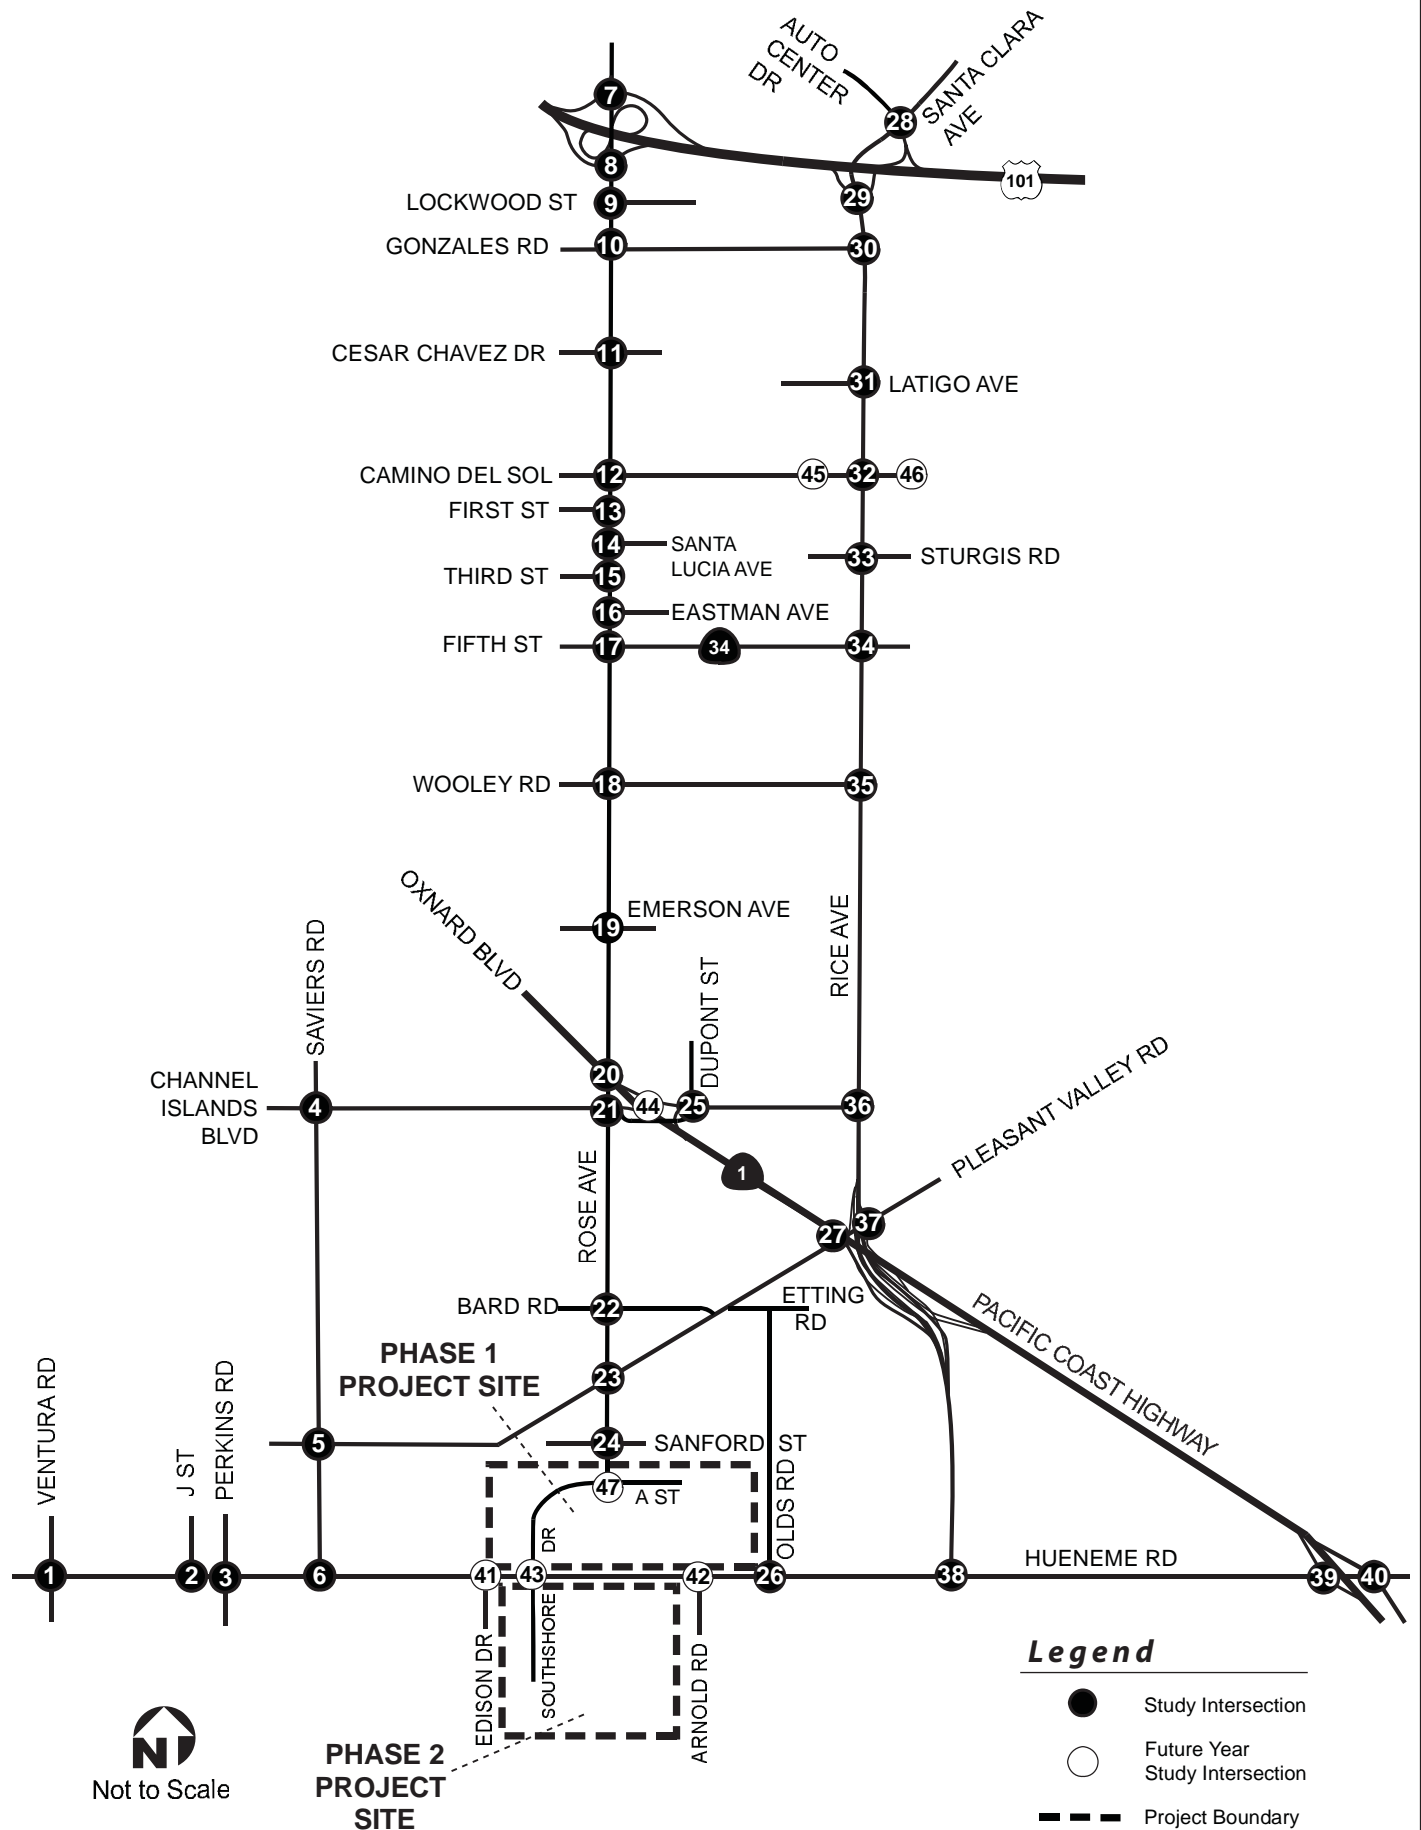 AUTO
CENTER
DR
SANTA CLARA
AVE
7
28
8
101
LOCKWOOD ST
9
29
GONZALES RD
10
30
CESAR CHAVEZ DR
11
31
LATIGO AVE
CAMINO DEL SOL
12
45
32
46
FIRST ST
13
14
SANTA
LUCIA AVE
33
STURGIS RD
THIRD ST
15
16
EASTMAN AVE
FIFTH ST
17
34
34
WOOLEY RD
18
35
OXNARD BLVD
EMERSON AVE
19
RICE AVE
SAVIERS RD
DUPONT ST
20
CHANNEL
ISLANDS
BLVD
4
21
44
25
36
PLEASANT VALLEY RD
ROSE AVE
1
27
37
BARD RD
22
ETTING
RD
PACIFIC COAST HIGHWAY
PHASE 1
PROJECT SITE
23
VENTURA RD
J ST
PERKINS RD
5
24
SANFORD ST
47
A ST
OLDS RD
DR
SOUTHSHORE
HUENEME RD
1
2
3
6
41
43
42
26
38
39
40
EDISON DR
ARNOLD RD
N
Not to Scale
PHASE 2
PROJECT
SITE
Legend
Study Intersection
Future Year
Study Intersection
Project Boundary